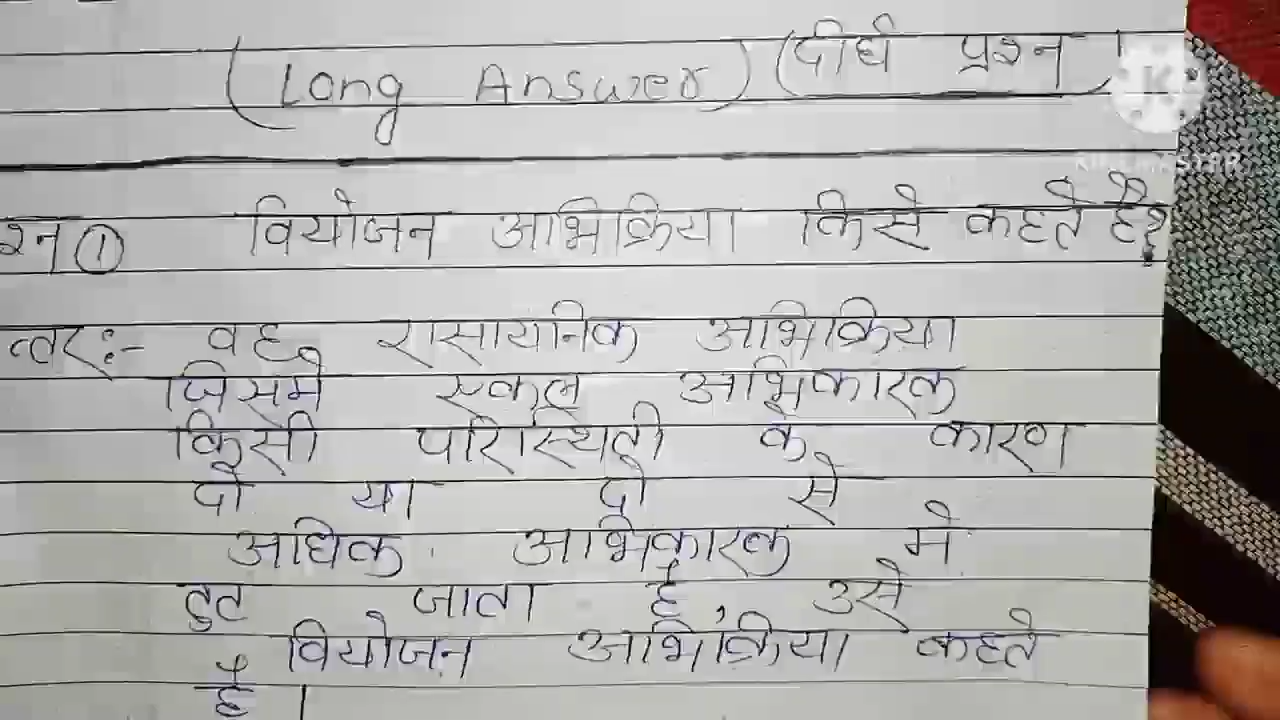 (Long Answer) (दीर्घ प्रश्न)
KINEMASTER
श्न ① वियोजन अभिक्रिया किसे कहते है?
त्तर:- वह रासायनिक अभिक्रिया
जिसमे एकल अभिकारक
किसी परिस्थिती के कारण
दो या दो से
अधिक अभिकारक मे
टुट जाता है, उसे
वियोजन अभिक्रिया कहते
है।